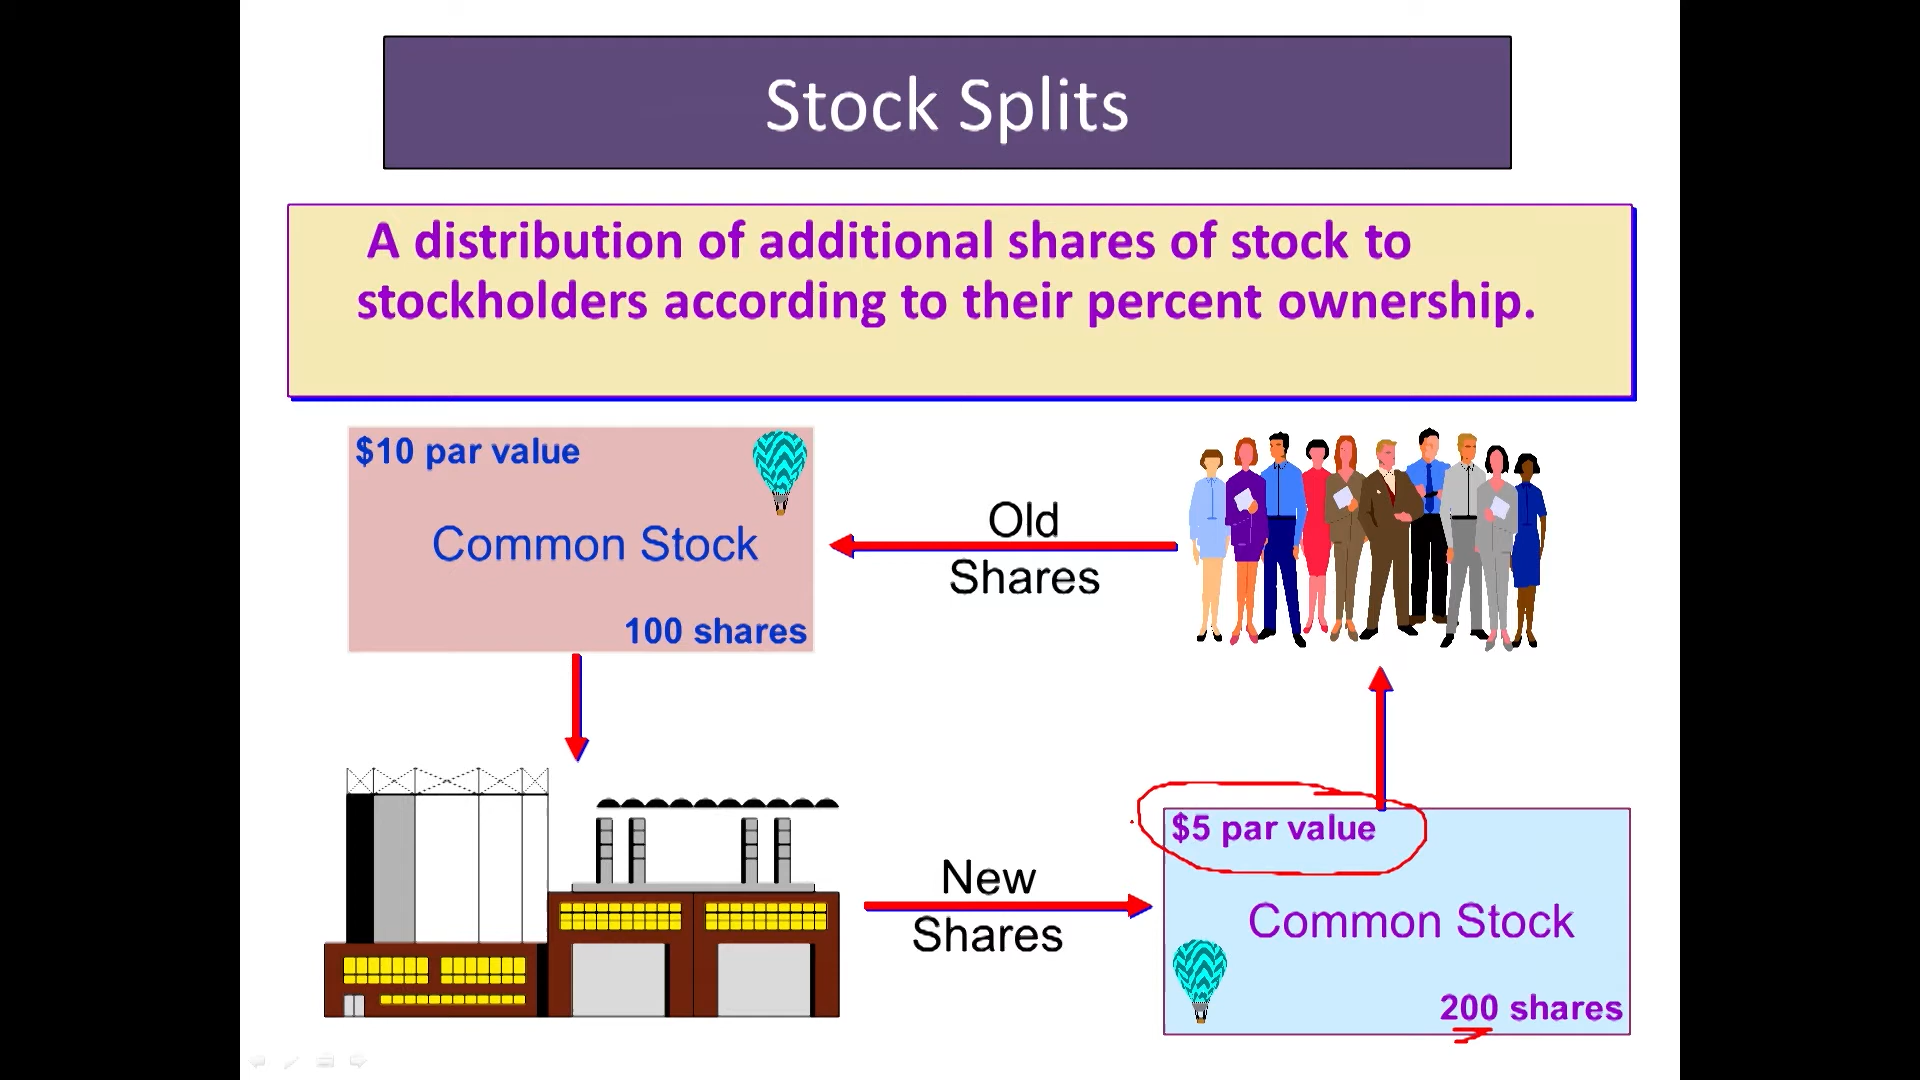 Stock Splits
A distribution of additional shares of stock to
stockholders according to their percent ownership.
$10 par value
Common Stock
100 shares
Old
Shares
New
Shares
$5 par value
Common Stock
200 shares